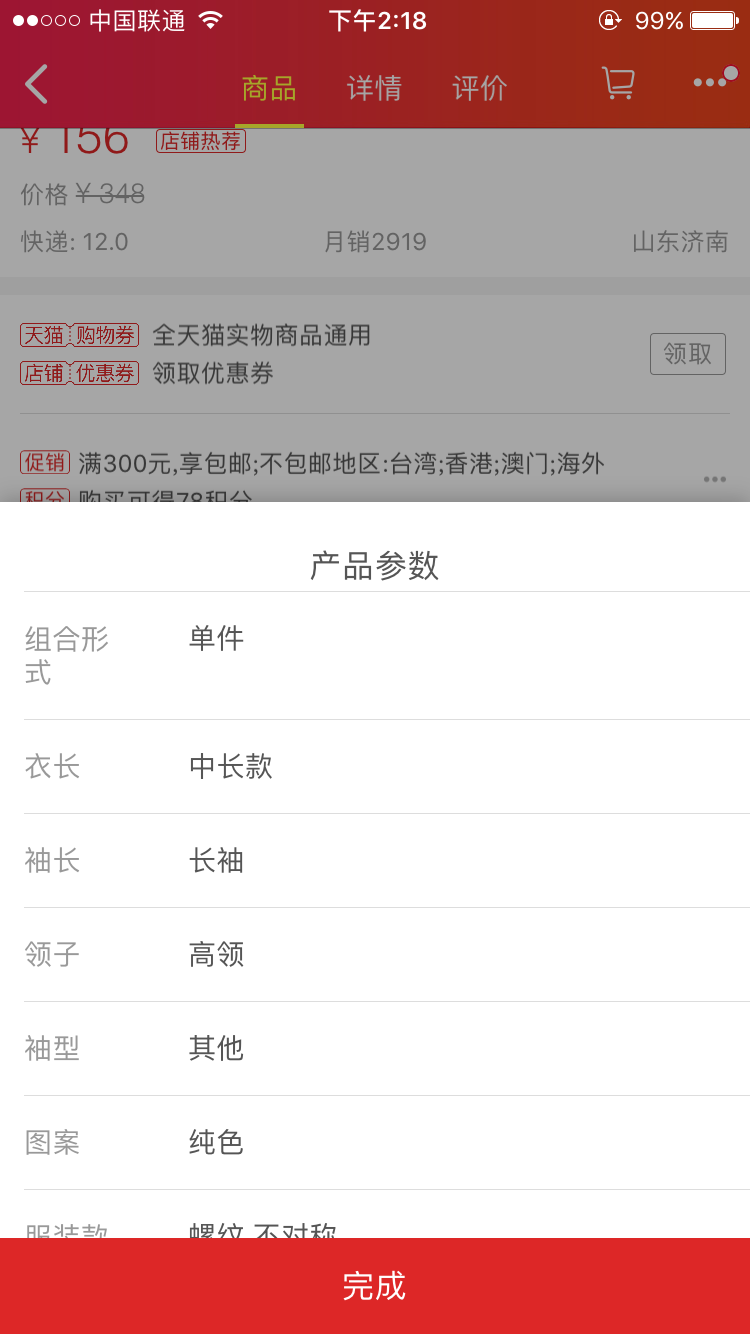 中国联通 下午2:18 99%
商品 详情 评价
¥ 156 店铺热荐
价格 ¥ 348
快递: 12.0 月销2919 山东济南
天猫 购物券 全天猫实物商品通用
领取
店铺 优惠券 领取优惠券
促销 满300元,享包邮;不包邮地区:台湾;香港;澳门;海外
积分 购买可得78积分
产品参数
组合形式 单件
衣长 中长款
袖长 长袖
领子 高领
袖型 其他
图案 纯色
服装款 螺纹 不对称
完成